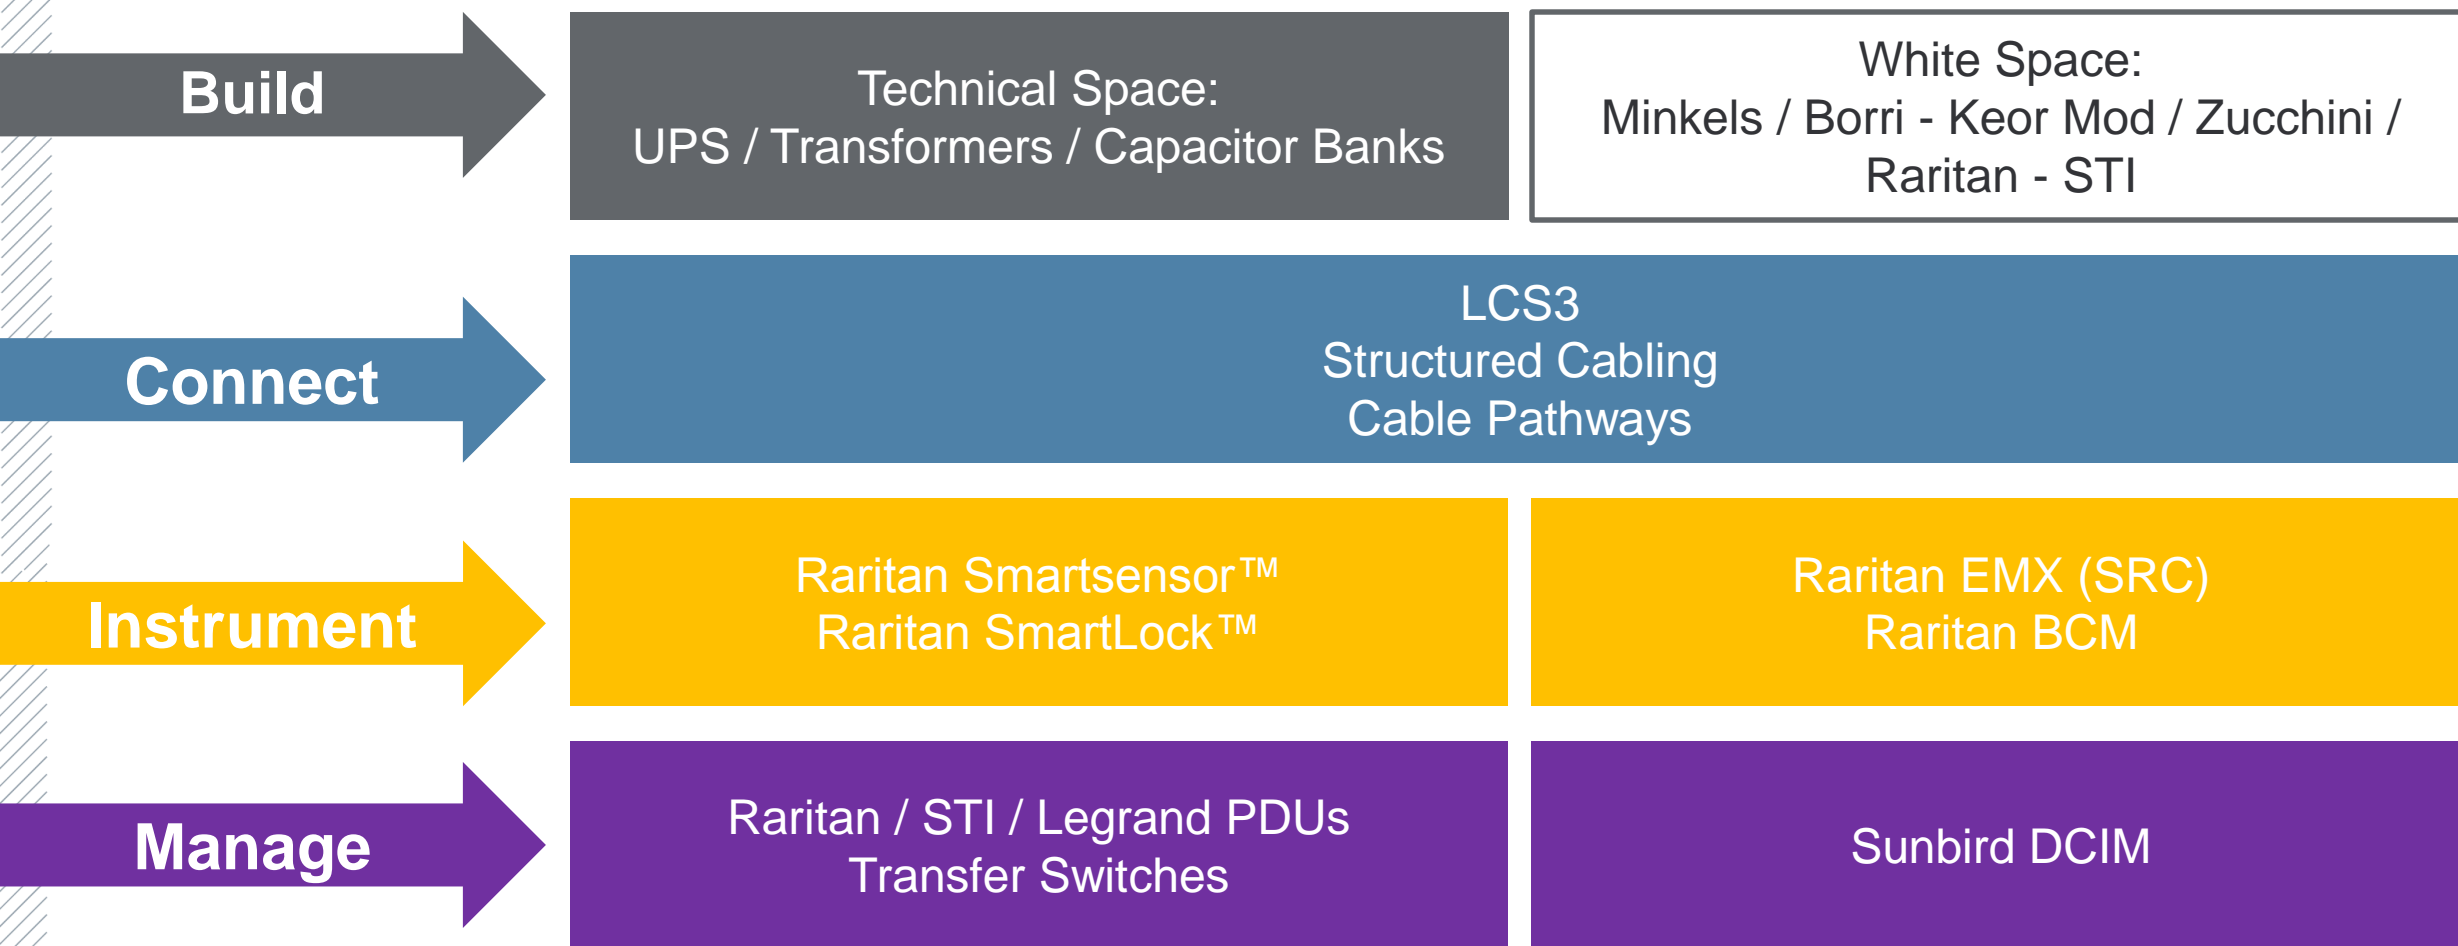 Build
Technical Space:
UPS / Transformers / Capacitor Banks
White Space:
Minkels / Borri - Keor Mod / Zucchini /
Raritan - STI
Connect
LCS3
Structured Cabling
Cable Pathways
Instrument
Raritan Smartsensor™
Raritan SmartLock™
Raritan EMX (SRC)
Raritan BCM
Manage
Raritan / STI / Legrand PDUs
Transfer Switches
Sunbird DCIM